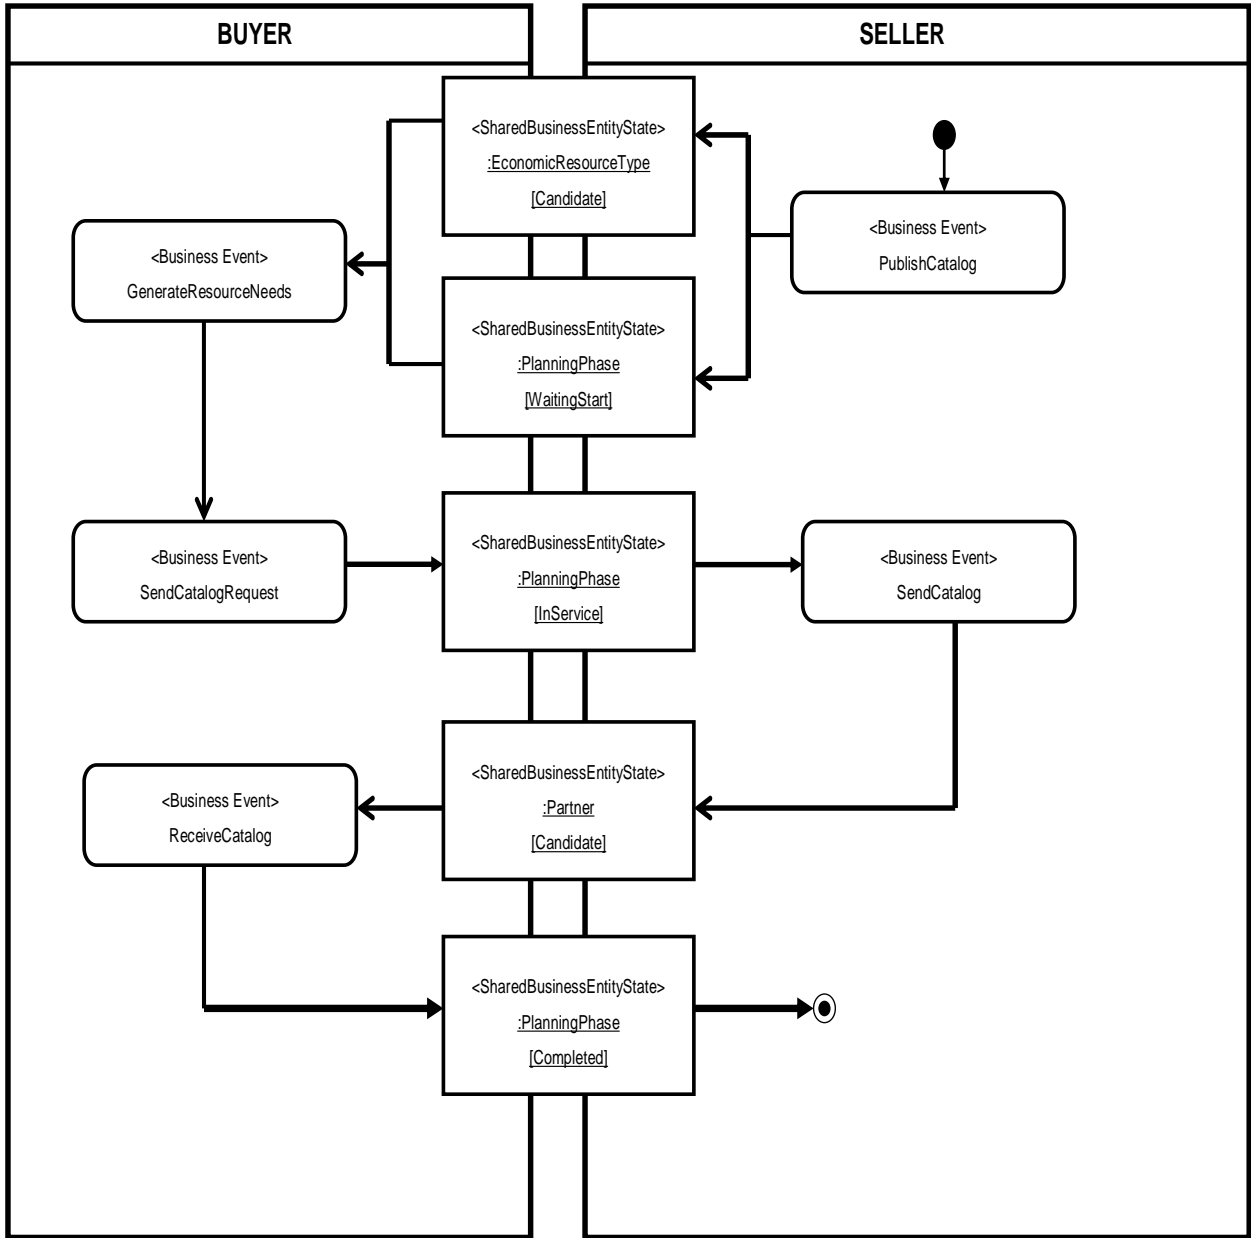 BUYER
SELLER
<SharedBusinessEntityState>
:EconomicResourceType
[Candidate]
<Business Event>
PublishCatalog
<Business Event>
GenerateResourceNeeds
<SharedBusinessEntityState>
:PlanningPhase
[WaitingStart]
<Business Event>
SendCatalogRequest
<SharedBusinessEntityState>
:PlanningPhase
[InService]
<Business Event>
SendCatalog
<SharedBusinessEntityState>
:Partner
[Candidate]
<Business Event>
ReceiveCatalog
<SharedBusinessEntityState>
:PlanningPhase
[Completed]